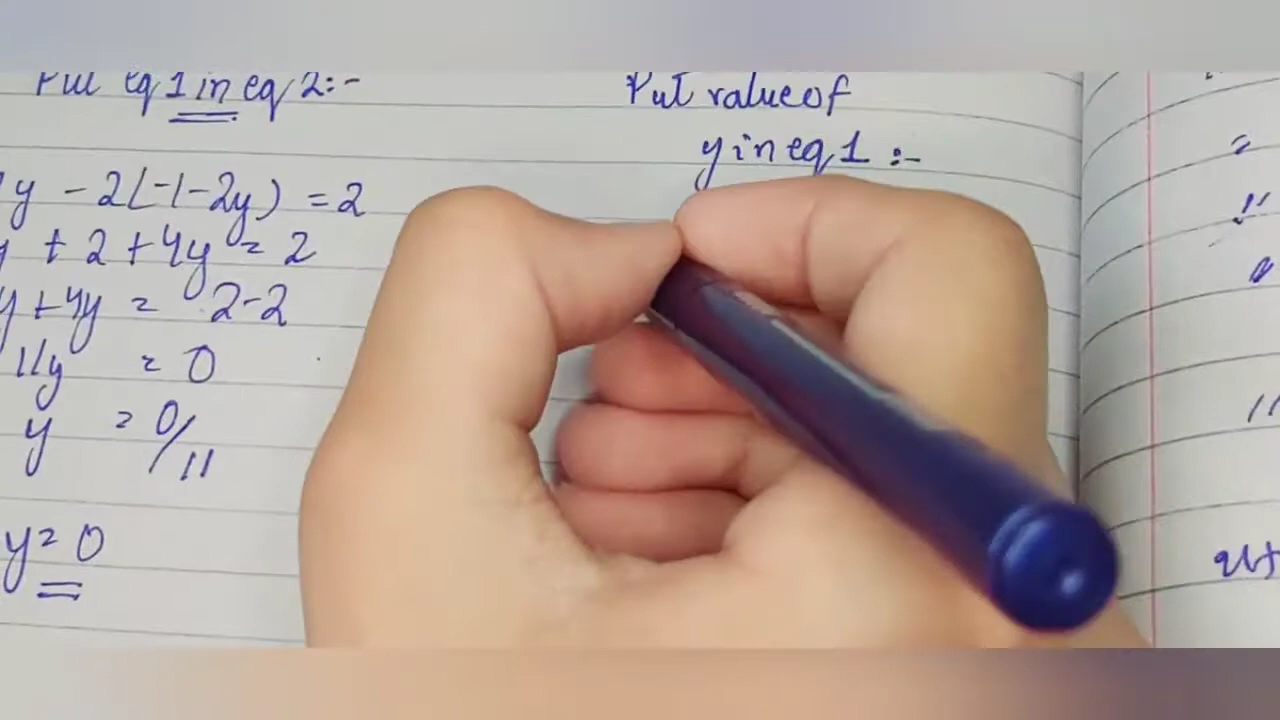 Put eq 1 in eq 2:-
y - 2(-1-2y) = 2
+ 2 + 4y = 2
y + 4y = 2-2
11y = 0
y = 0/11
y = 0
Put value of
y in eq 1 :-